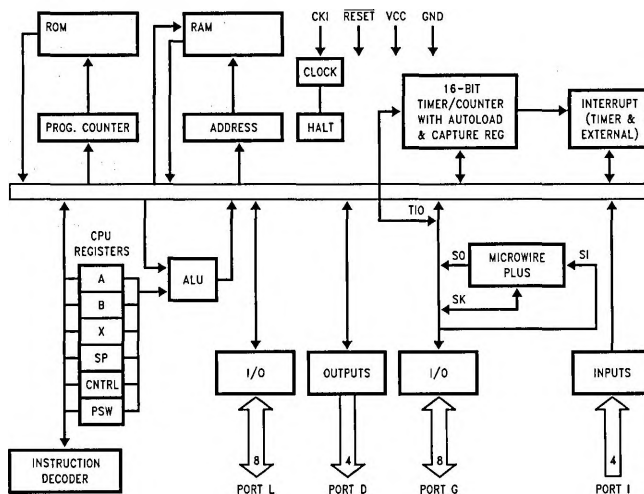 ROM
RAM
CKI
RESET
VCC
GND
CLOCK
HALT
PROG. COUNTER
ADDRESS
16-BIT
TIMER/COUNTER
WITH AUTOLOAD
& CAPTURE REG
INTERRUPT
(TIMER &
EXTERNAL)
TIO
CPU
REGISTERS
A
B
X
SP
CNTRL
PSW
ALU
SO
MICROWIRE
PLUS
SI
SK
I/O
OUTPUTS
I/O
INPUTS
INSTRUCTION
DECODER
8
4
8
4
PORT L
PORT D
PORT G
PORT I